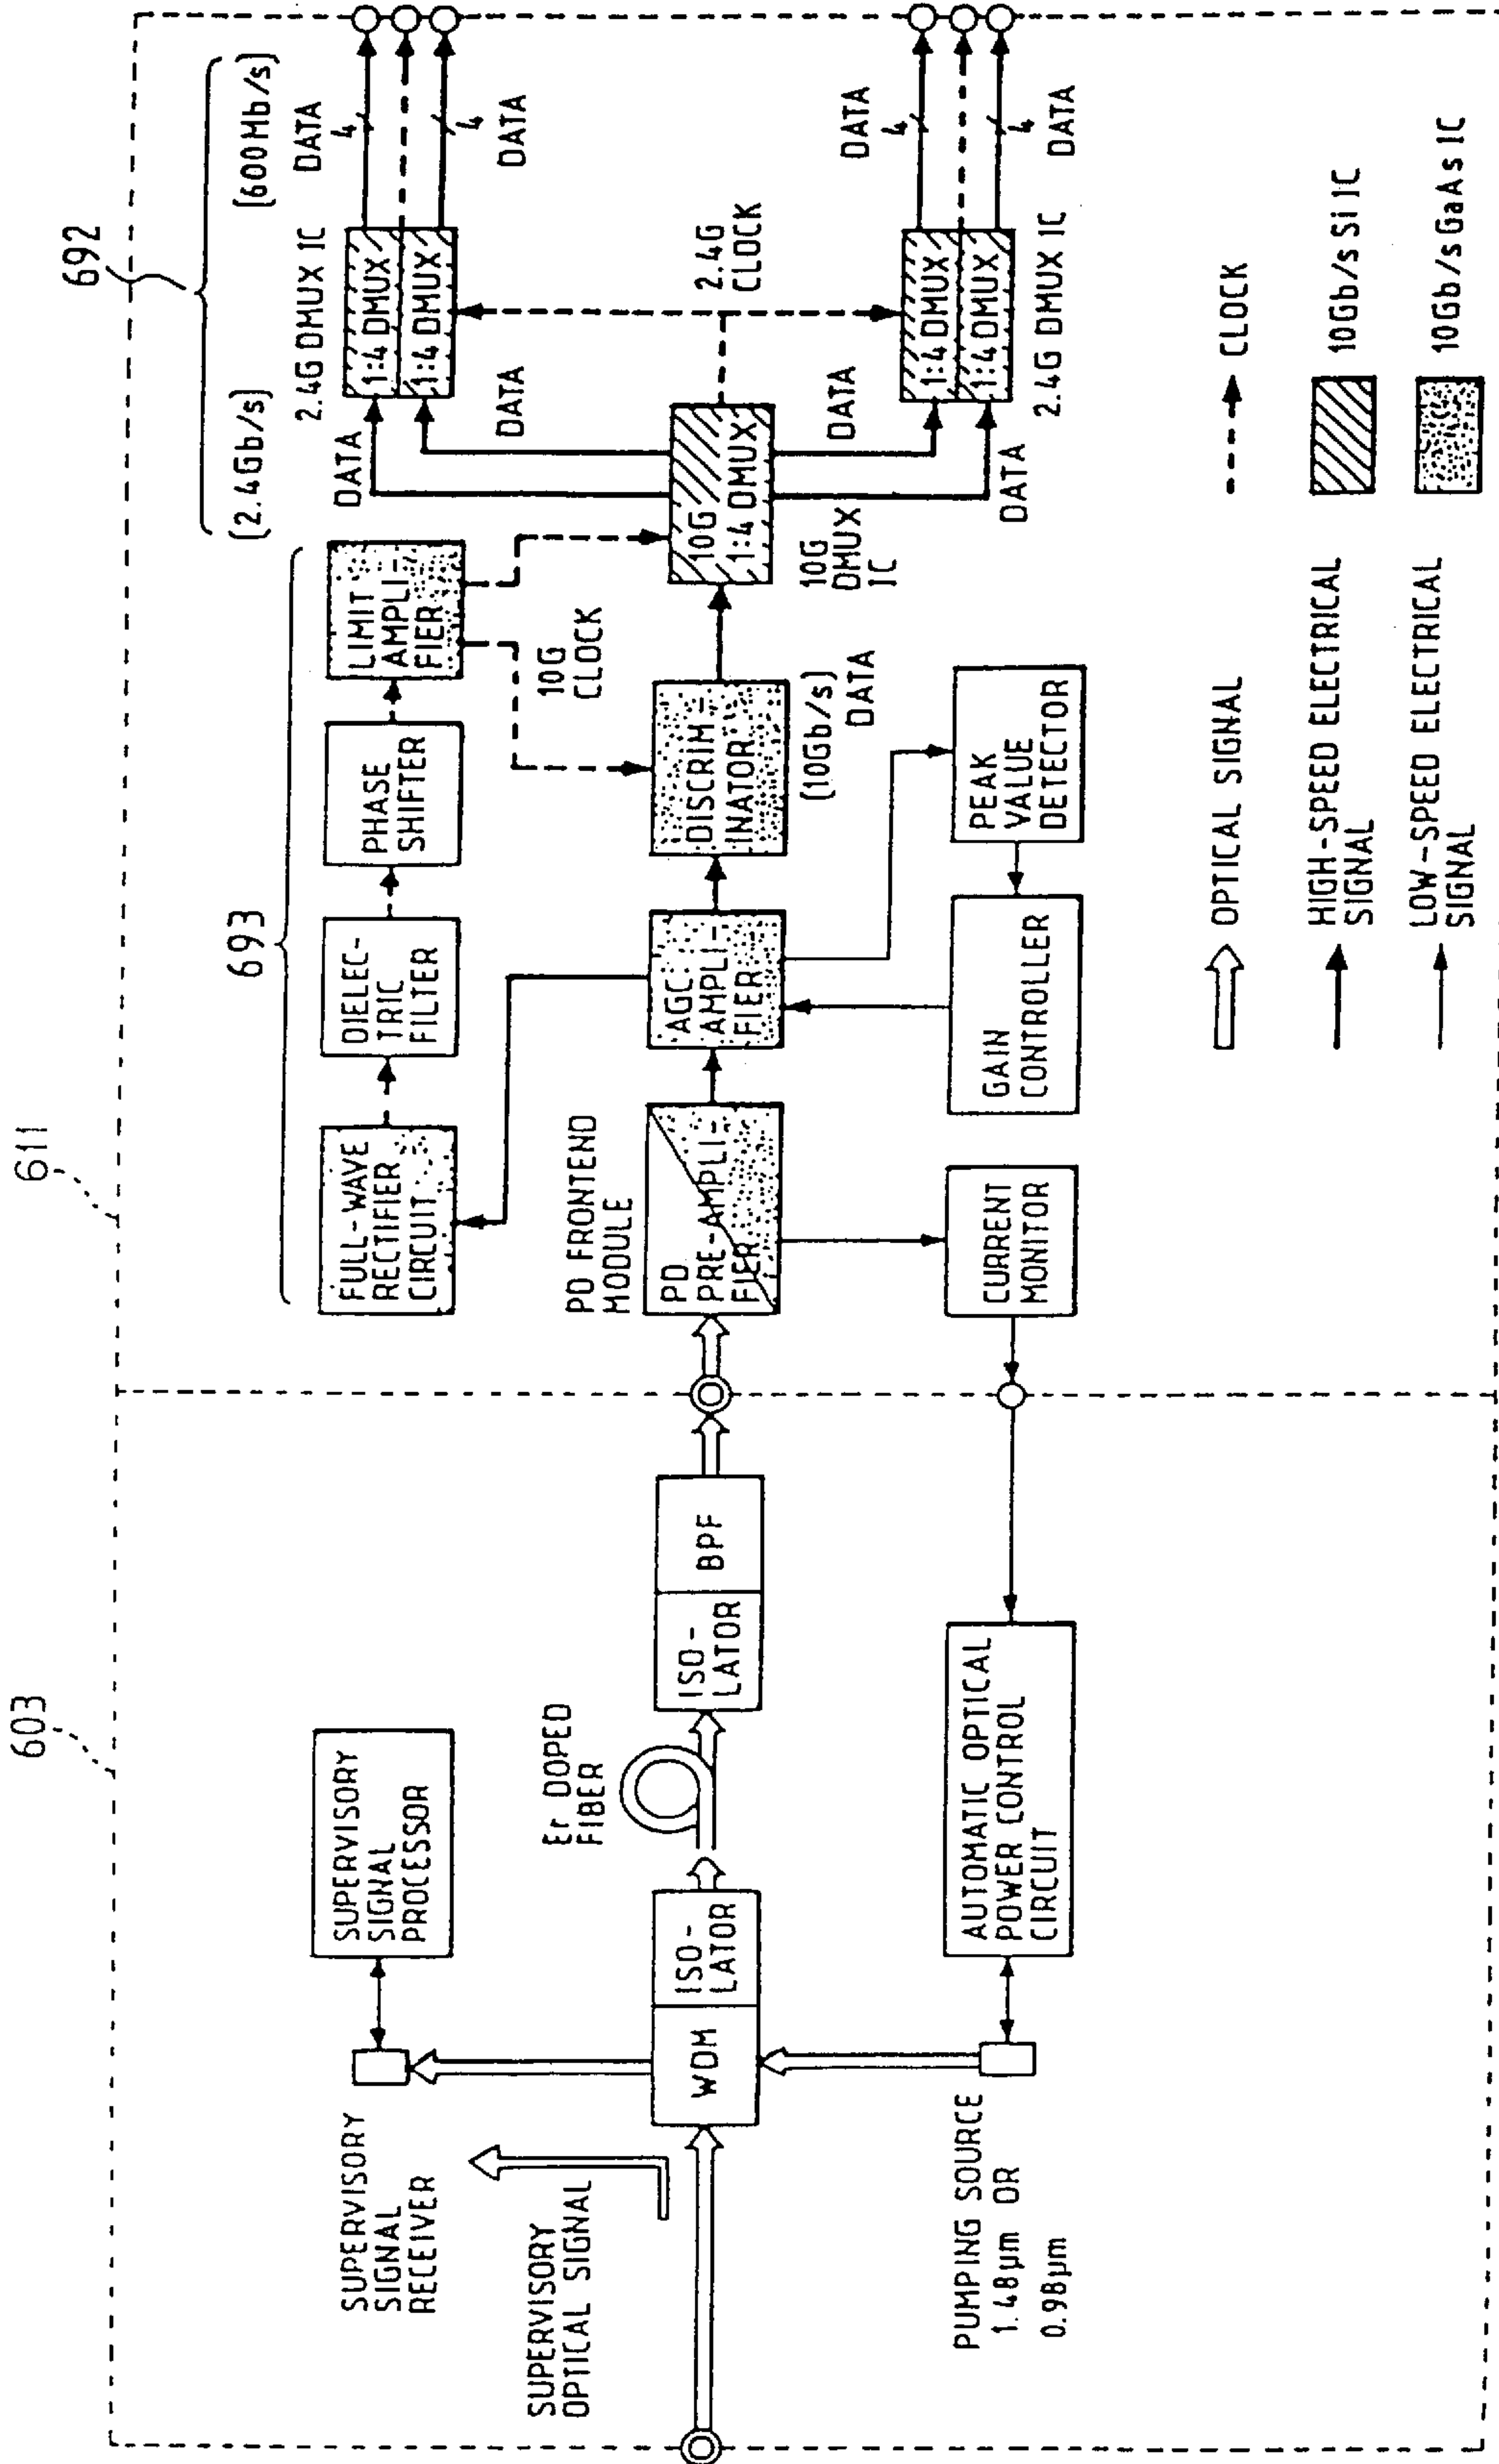 603
611
693
692
(2.4Gb/s)
(600Mb/s)
SUPERVISORY
SIGNAL
RECEIVER
SUPERVISORY
SIGNAL
PROCESSOR
SUPERVISORY
OPTICAL SIGNAL
WDM
ISO-
LATOR
Er DOPED
FIBER
ISO-
LATOR
BPF
PUMPING SOURCE
1.48µm OR
0.98µm
AUTOMATIC OPTICAL
POWER CONTROL
CIRCUIT
FULL-WAVE
RECTIFIER
CIRCUIT
DIELEC-
TRIC
FILTER
PHASE
SHIFTER
LIMIT
AMPLI-
FIER
10G
CLOCK
PD FRONTEND
MODULE
PD
PRE-AMPLI-
FIER
AGC
AMPLI-
FIER
DISCRIM-
INATOR
(10Gb/s)
DATA
10G
1:4 DMUX
10G
DMUX
IC
CURRENT
MONITOR
GAIN
CONTROLLER
PEAK
VALUE
DETECTOR
2.4G DMUX IC
1:4 DMUX
1:4 DMUX
DATA
DATA
DATA
4
4
DATA
2.4G
CLOCK
DATA
DATA
1:4 DMUX
1:4 DMUX
2.4G DMUX IC
DATA
4
4
DATA
OPTICAL SIGNAL
CLOCK
HIGH-SPEED ELECTRICAL
SIGNAL
10Gb/s Si IC
LOW-SPEED ELECTRICAL
SIGNAL
10Gb/s GaAs IC